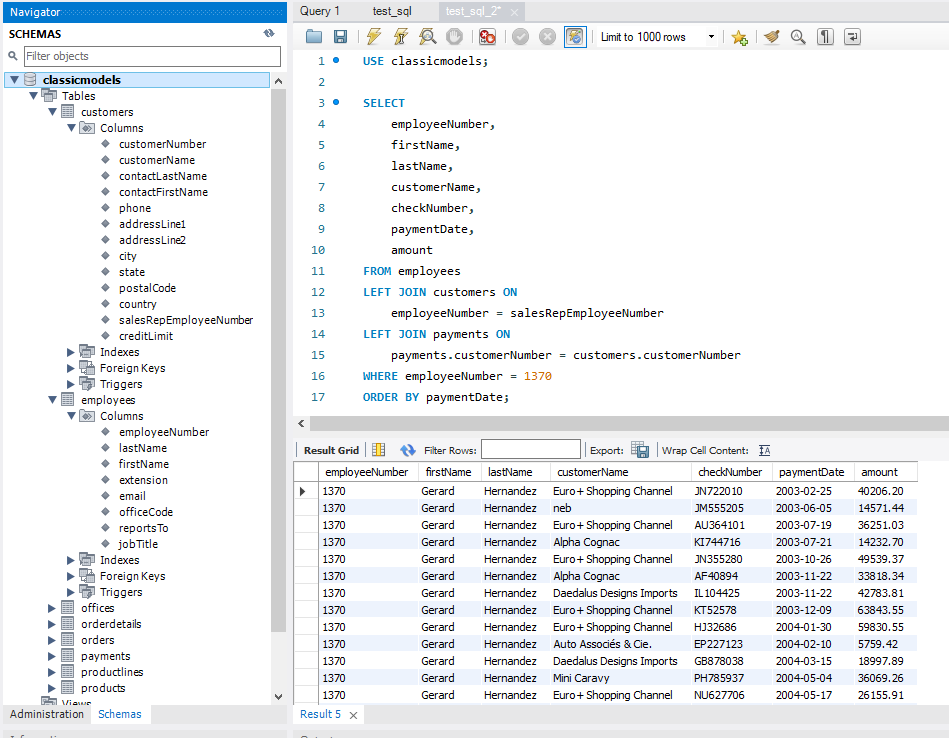 Navigator
SCHEMAS
Filter objects
classicmodels
Tables
customers
Columns
customerNumber
customerName
contactLastName
contactFirstName
phone
addressLine1
addressLine2
city
state
postalCode
country
salesRepEmployeeNumber
creditLimit
Indexes
Foreign Keys
Triggers
employees
Columns
employeeNumber
lastName
firstName
extension
email
officeCode
reportsTo
jobTitle
Indexes
Foreign Keys
Triggers
offices
orderdetails
orders
payments
productlines
products
Views
Administration Schemas
Query 1 test_sql test_sql_2*
Limit to 1000 rows
1 USE classicmodels;
2
3 SELECT
4 employeeNumber,
5 firstName,
6 lastName,
7 customerName,
8 checkNumber,
9 paymentDate,
10 amount
11 FROM employees
12 LEFT JOIN customers ON
13 employeeNumber = salesRepEmployeeNumber
14 LEFT JOIN payments ON
15 payments.customerNumber = customers.customerNumber
16 WHERE employeeNumber = 1370
17 ORDER BY paymentDate;
Result Grid Filter Rows: Export: Wrap Cell Content:
employeeNumber firstName lastName customerName checkNumber paymentDate amount
1370 Gerard Hernandez Euro+ Shopping Channel JN722010 2003-02-25 40206.20
1370 Gerard Hernandez neb JM555205 2003-06-05 14571.44
1370 Gerard Hernandez Euro+ Shopping Channel AU364101 2003-07-19 36251.03
1370 Gerard Hernandez Alpha Cognac KI744716 2003-07-21 14232.70
1370 Gerard Hernandez Euro+ Shopping Channel JN355280 2003-10-26 49539.37
1370 Gerard Hernandez Alpha Cognac AF40894 2003-11-22 33818.34
1370 Gerard Hernandez Daedalus Designs Imports IL104425 2003-11-22 42783.81
1370 Gerard Hernandez Euro+ Shopping Channel KT52578 2003-12-09 63843.55
1370 Gerard Hernandez Euro+ Shopping Channel HJ32686 2004-01-30 59830.55
1370 Gerard Hernandez Auto Associés & Cie. EP227123 2004-02-10 5759.42
1370 Gerard Hernandez Daedalus Designs Imports GB878038 2004-03-15 18997.89
1370 Gerard Hernandez Mini Caravy PH785937 2004-05-04 36069.26
1370 Gerard Hernandez Euro+ Shopping Channel NU627706 2004-05-17 26155.91
Result 5